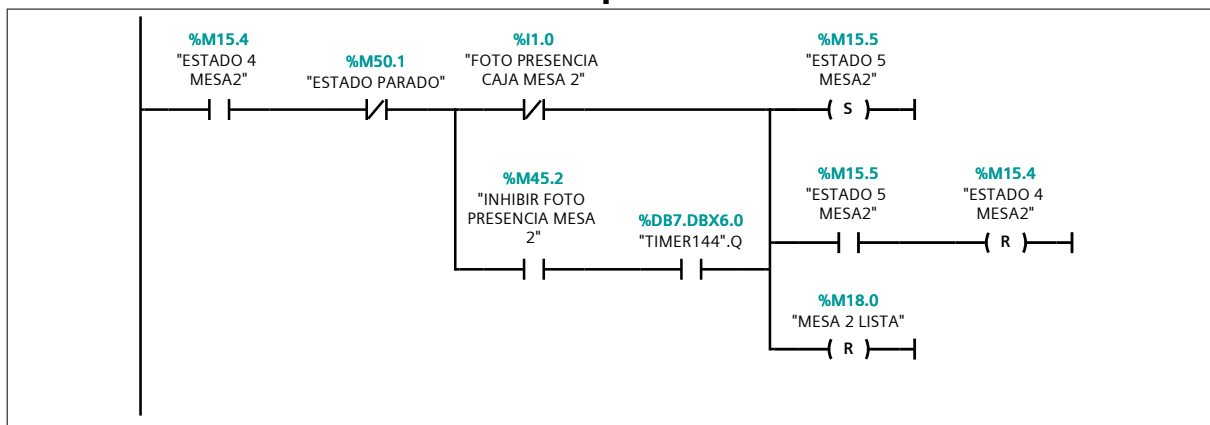 %M15.4
"ESTADO 4
MESA2"
%M50.1
"ESTADO PARADO"
%I1.0
"FOTO PRESENCIA
CAJA MESA 2"
%M15.5
"ESTADO 5
MESA2"
S
%M45.2
"INHIBIR FOTO
PRESENCIA MESA
2"
%DB7.DBX6.0
"TIMER144".Q
%M15.5
"ESTADO 5
MESA2"
%M15.4
"ESTADO 4
MESA2"
R
%M18.0
"MESA 2 LISTA"
R